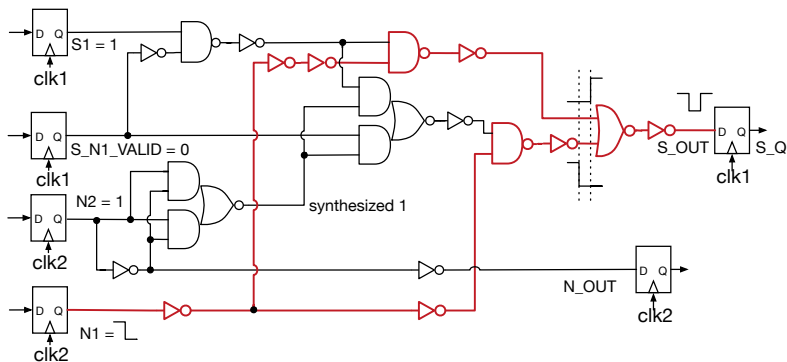 D Q
S1 = 1
clk1
D Q
S_N1_VALID = 0
clk1
D Q
N2 = 1
clk2
synthesized 1
D Q
S_OUT
S_Q
clk1
D Q
N_OUT
clk2
D Q
N1 =
clk2